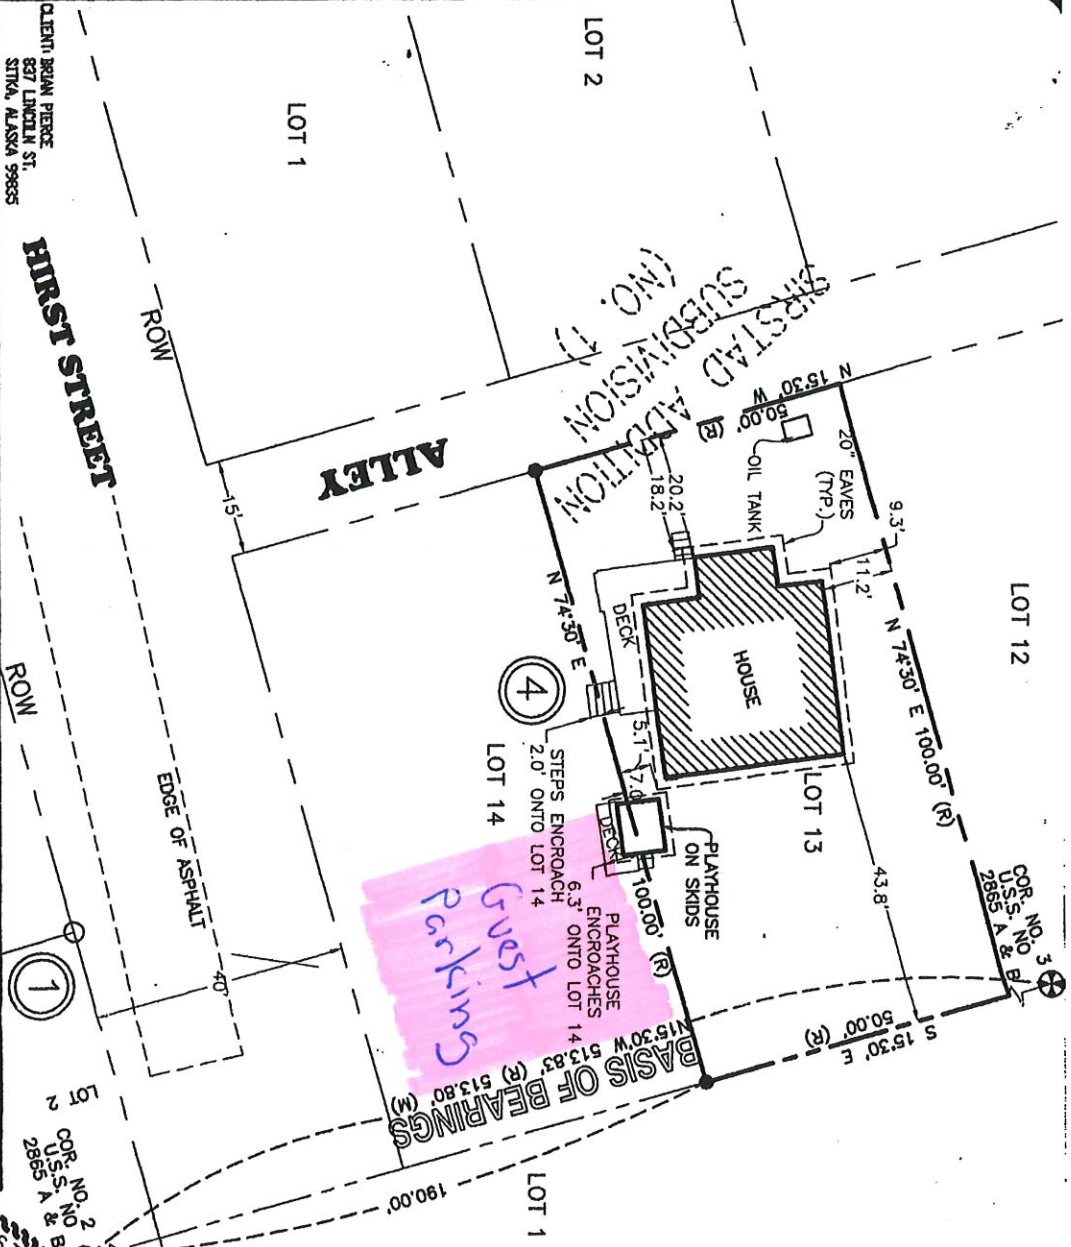 CLIENT: BRIAN PIERCE
837 LINCOLN ST.
SITKA, ALASKA 99835
LOT 2
LOT 1
HIRST STREET
ROW
SIRSTAD ADDITION
SUBDIVISION
(NO. 1)
ALLEY
15'
N 15°30' W
50.00' (R)
OIL TANK
20" EAVES
(TYP.)
20.2'
18.2'
9.3'
11.2'
LOT 12
N 74°30' E 100.00' (R)
HOUSE
DECK
N 74°30' E
100.00' (R)
4
5.1'
7.0'
STEPS ENCROACH
2.0' ONTO LOT 14
LOT 14
LOT 13
PLAYHOUSE
ON SKIDS
DECK
PLAYHOUSE
ENCROACHES
6.3' ONTO LOT 14
Guest
Parking
43.8'
COR. NO. 3
U.S.S. NO
2865 A & B
S 15°30' E
50.00' (R)
N15°30'W 513.83' (R) 513.80' (M)
BASIS OF BEARINGS
190.00'
LOT 1
EDGE OF ASPHALT
ROW
40'
1
LOT 2
COR. NO. 2
U.S.S. NO
2865 A & B